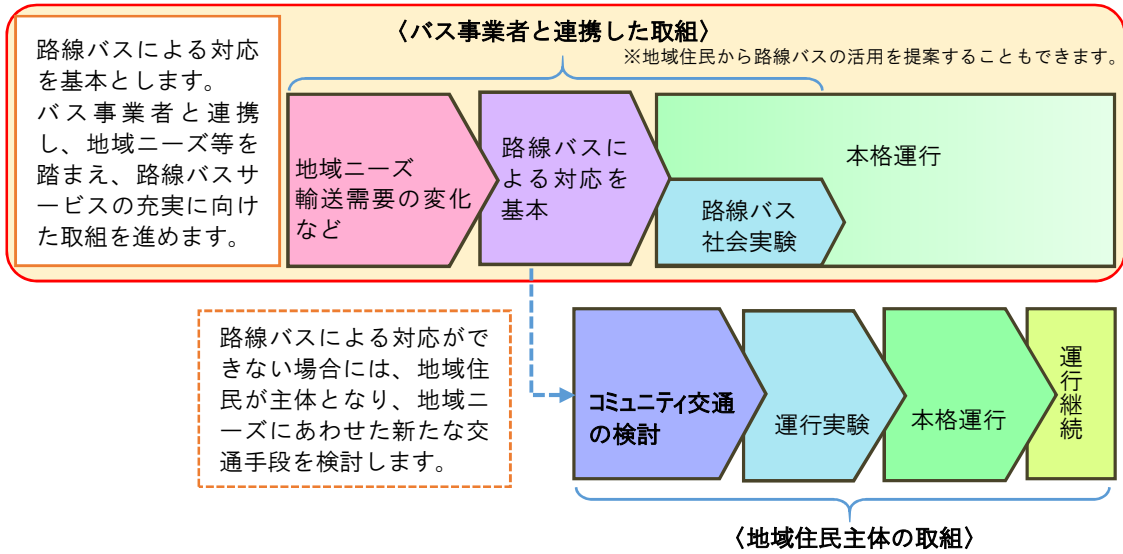 〈バス事業者と連携した取組〉
※地域住民から路線バスの活用を提案することもできます。
路線バスによる対応
を基本とします。
バス事業者と連携
し、地域ニーズ等を
踏まえ、路線バスサ
ービスの充実に向け
た取組を進めます。
地域ニーズ
輸送需要の変化
など
路線バスに
よる対応を
基本
本格運行
路線バス
社会実験
路線バスによる対応がで
きない場合には、地域住
民が主体となり、地域ニ
ーズにあわせた新たな交
通手段を検討します。
コミュニティ交通
の検討
運行実験
本格運行
運行継続
〈地域住民主体の取組〉